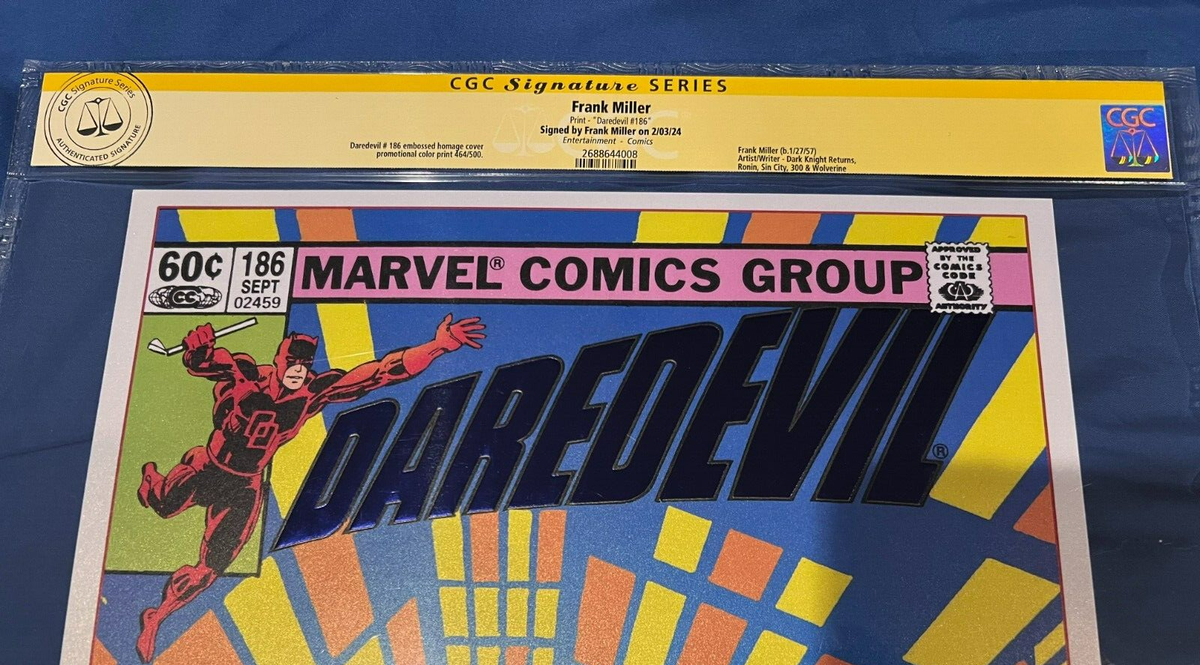 CGC Signature SERIES
CGC Signature Series
AUTHENTICATED SIGNATURE
Frank Miller
Print - "Daredevil #186"
Signed by Frank Miller on 2/03/24
Entertainment - Comics
2688644008
Daredevil # 186 embossed homage cover
promotional color print 464/500.
Frank Miller (b.1/27/57)
Artist/Writer - Dark Knight Returns,
Ronin, Sin City, 300 & Wolverine
CGC
60¢
CC
186
SEPT
02459
MARVEL® COMICS GROUP
APPROVED
BY THE
COMICS
CODE
CA
AUTHORITY
DD
DAREDEVIL®